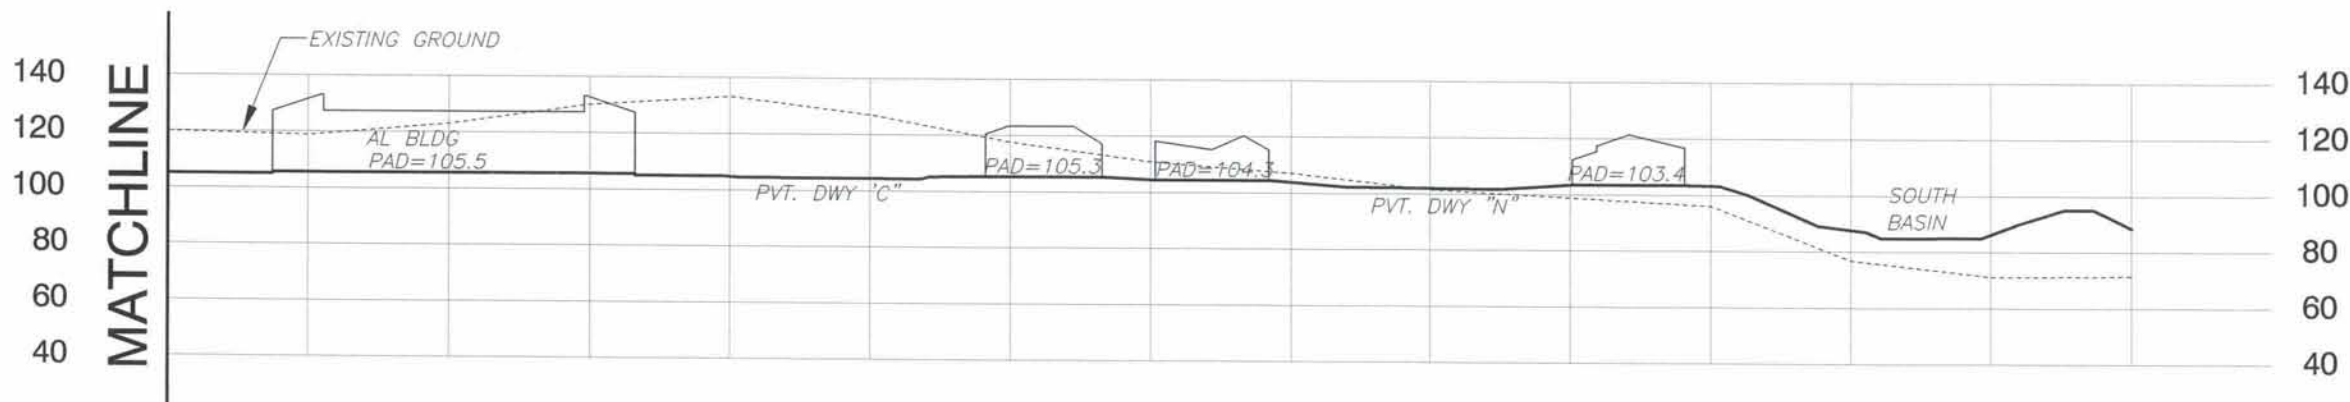 EXISTING GROUND
MATCHLINE
140
120
100
80
60
40
AL BLDG
PAD=105.5
PVT. DWY 'C"
PAD=105.3
PAD=104.3
PVT. DWY "N"
PAD=103.4
SOUTH
BASIN
140
120
100
80
60
40